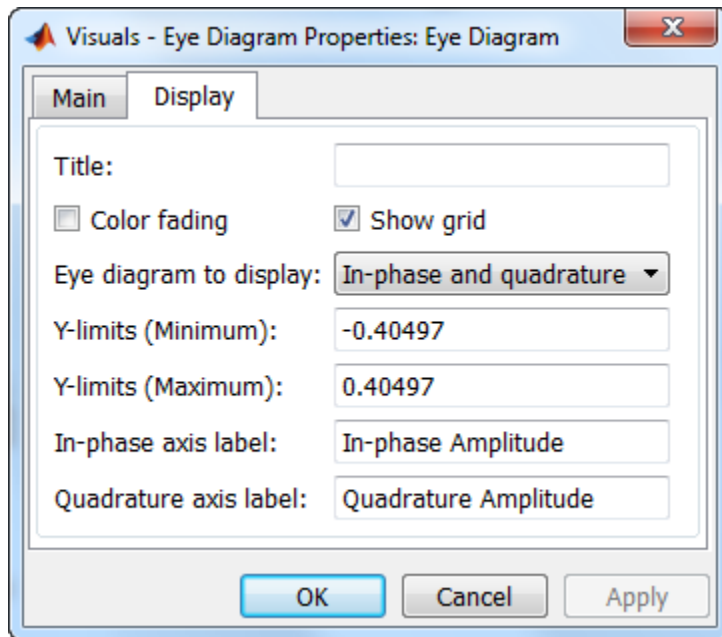 Visuals - Eye Diagram Properties: Eye Diagram
Main Display
Title:
Color fading Show grid
Eye diagram to display: In-phase and quadrature
Y-limits (Minimum): -0.40497
Y-limits (Maximum): 0.40497
In-phase axis label: In-phase Amplitude
Quadrature axis label: Quadrature Amplitude
OK Cancel Apply